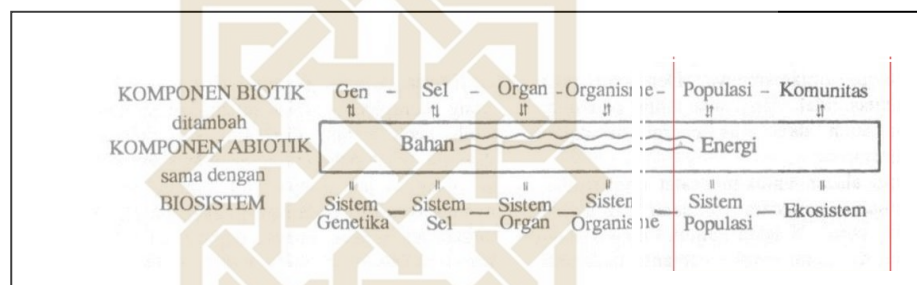 KOMPONEN BIOTIK Gen – Sel – Organ – Organisme – Populasi – Komunitas
ditambah
KOMPONEN ABIOTIK Bahan Energi
sama dengan
BIOSISTEM Sistem Genetika – Sistem Sel – Sistem Organ – Sistem Organisme – Sistem Populasi – Ekosistem